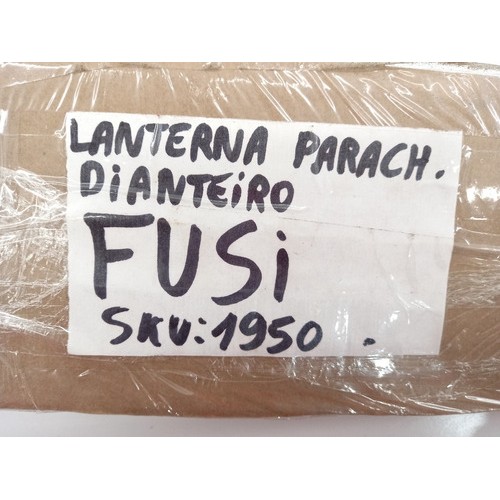 LANTERNA PARACH.
DiANTEiRO
FUSi
SKU:1950.